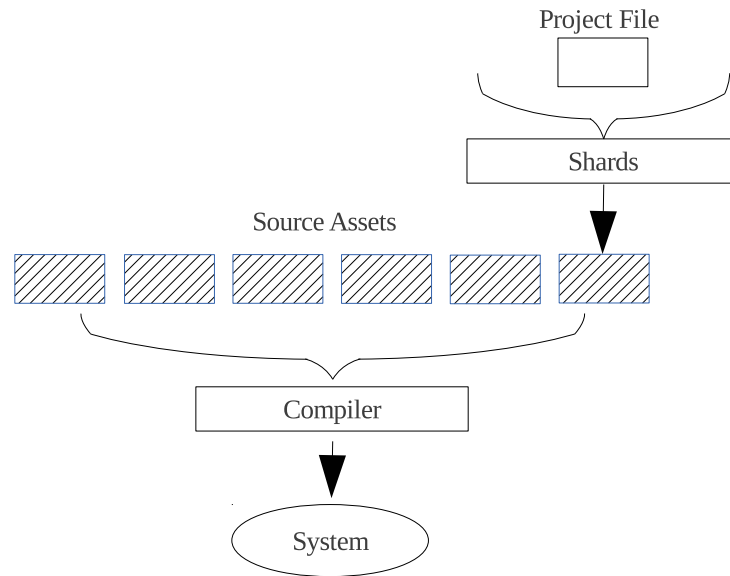 Project File
Shards
Source Assets
Compiler
System